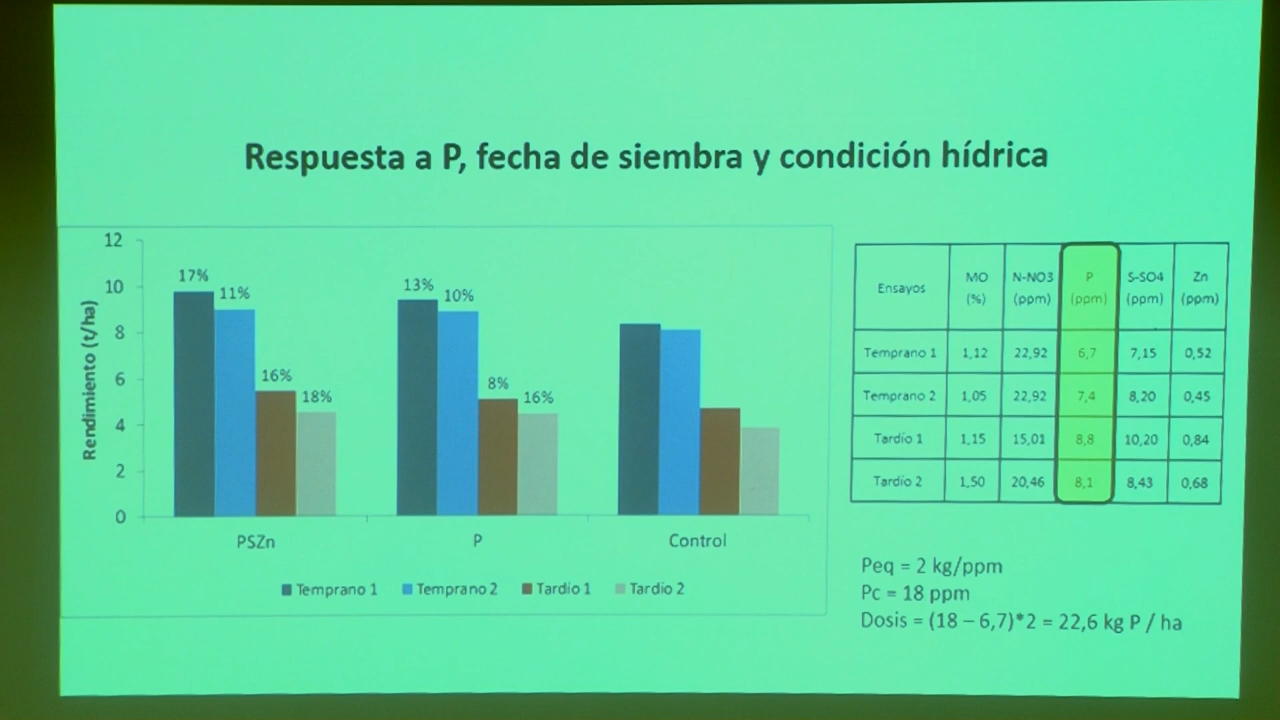 Respuesta a P, fecha de siembra y condición hídrica
Rendimiento (t/ha)
12
10
8
6
4
2
0
17%
11%
16%
18%
13%
10%
8%
16%
PSZn
P
Control
Temprano 1 Temprano 2 Tardío 1 Tardío 2
Ensayos MO (%) N-NO3 (ppm) P (ppm) S-SO4 (ppm) Zn (ppm)
Temprano 1 1,12 22,92 6,7 7,15 0,52
Temprano 2 1,05 22,92 7,4 8,20 0,45
Tardío 1 1,15 15,01 8,8 10,20 0,84
Tardío 2 1,50 20,46 8,1 8,43 0,68
Peq = 2 kg/ppm
Pc = 18 ppm
Dosis = (18 – 6,7)*2 = 22,6 kg P / ha